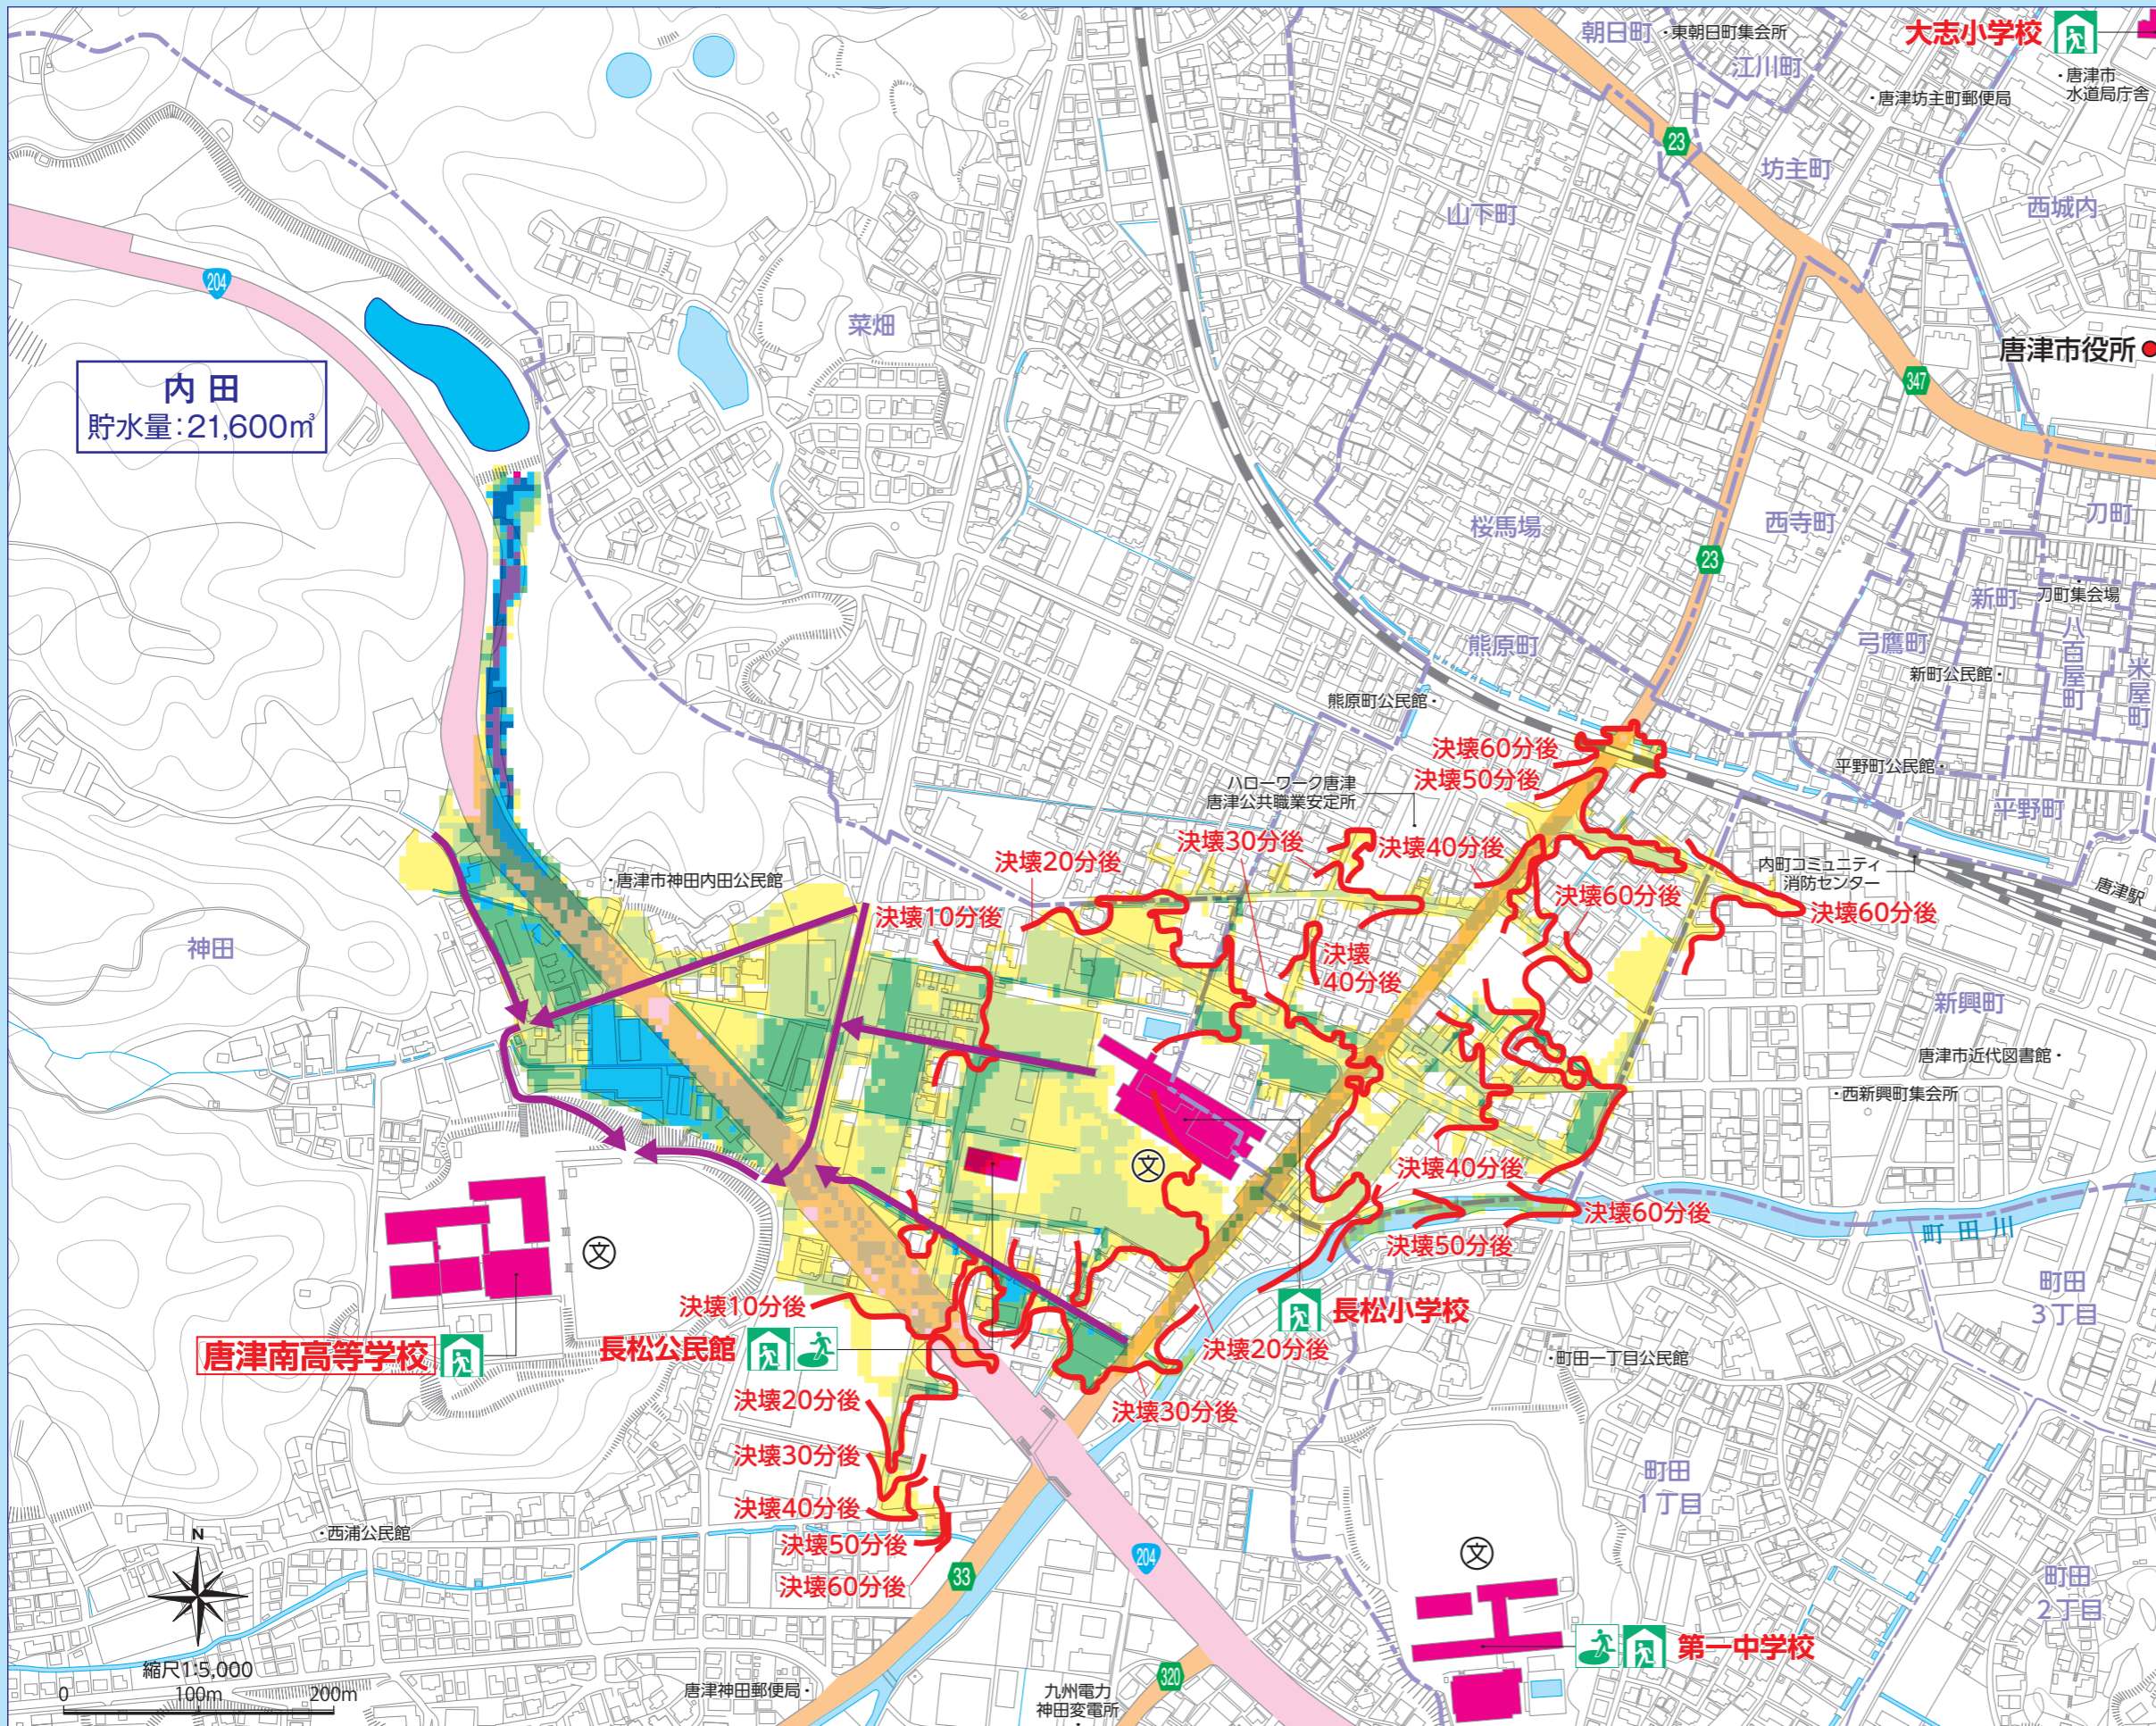 朝日町
・東朝日町集会所
大志小学校
江川町
・唐津市
水道局庁舎
・唐津坊主町郵便局
23
坊主町
山下町
西城内
204
菜畑
唐津市役所
347
内田
貯水量：21,600㎥
桜馬場
西寺町
刀町
23
新町
刀町集会場
八百屋町
弓鷹町
熊原町
新町公民館・
米屋町
熊原町公民館・
決壊60分後
平野町公民館・
決壊50分後
ハローワーク唐津
唐津公共職業安定所
平野町
決壊30分後
決壊40分後
決壊20分後
内町コミュニティ
消防センター
・唐津市神田内田公民館
唐津駅
決壊60分後
決壊10分後
決壊60分後
神田
決壊
40分後
新興町
唐津市近代図書館・
・西新興町集会所
文
決壊40分後
決壊60分後
町田川
文
決壊50分後
町田
3丁目
決壊10分後
長松小学校
唐津南高等学校
長松公民館
決壊20分後
・町田一丁目公民館
決壊20分後
決壊30分後
決壊30分後
町田
1丁目
決壊40分後
N
・西浦公民館
決壊50分後
文
204
33
決壊60分後
町田
2丁目
第一中学校
縮尺1:5,000
320
0
100m
200m
唐津神田郵便局・
九州電力
神田変電所
・